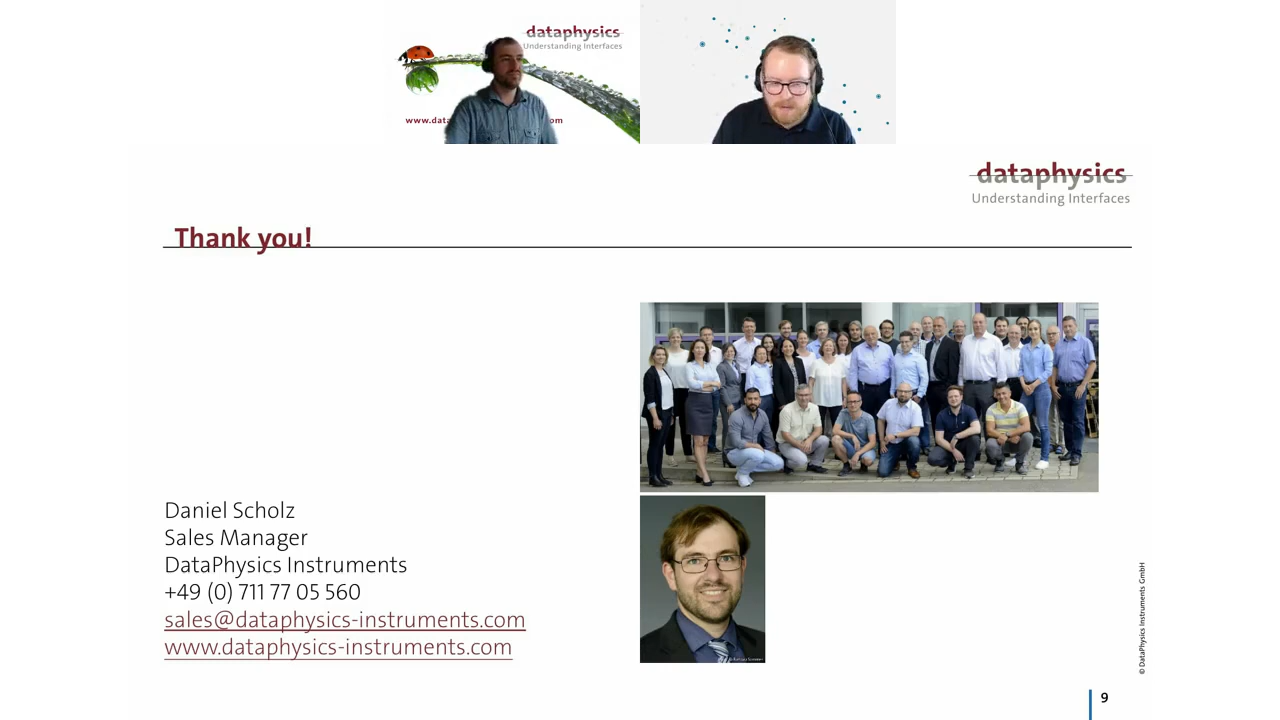 dataphysics
Understanding Interfaces
www.data
om
dataphysics
Understanding Interfaces
Thank you!
Daniel Scholz
Sales Manager
DataPhysics Instruments
+49 (0) 711 77 05 560
sales@dataphysics-instruments.com
www.dataphysics-instruments.com
© DataPhysics Instruments GmbH
9